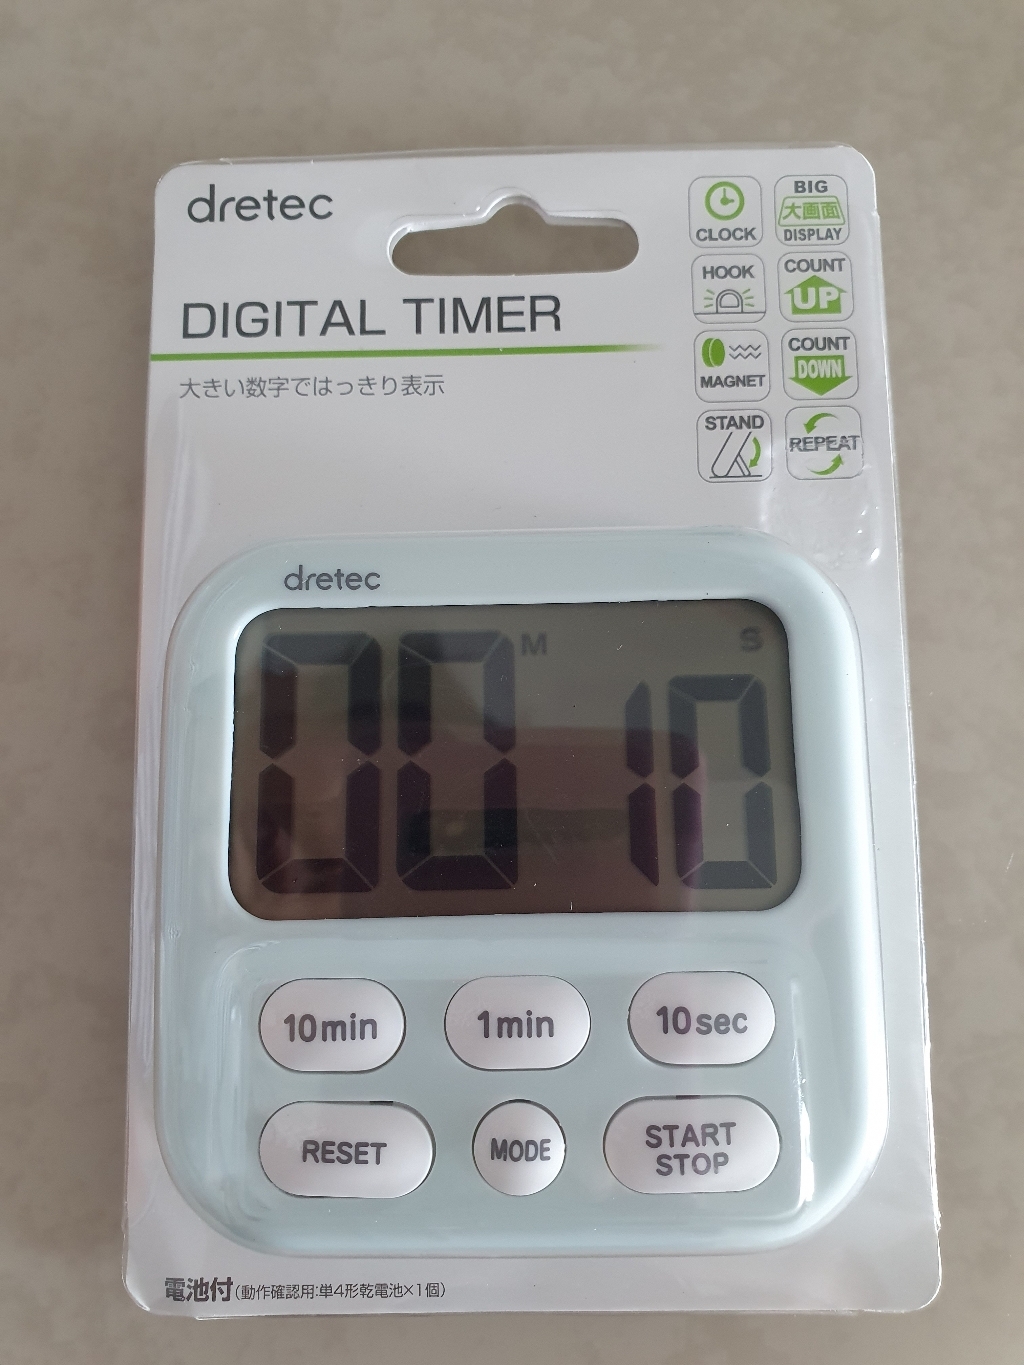 dretec
DIGITAL TIMER
大きい数字ではっきり表示
CLOCK
BIG
大画面
DISPLAY
HOOK
COUNT
UP
MAGNET
COUNT
DOWN
STAND
REPEAT
dretec
00 M 10 S
10min 1min 10sec
RESET MODE START
STOP
電池付(動作確認用:単4形乾電池×1個)